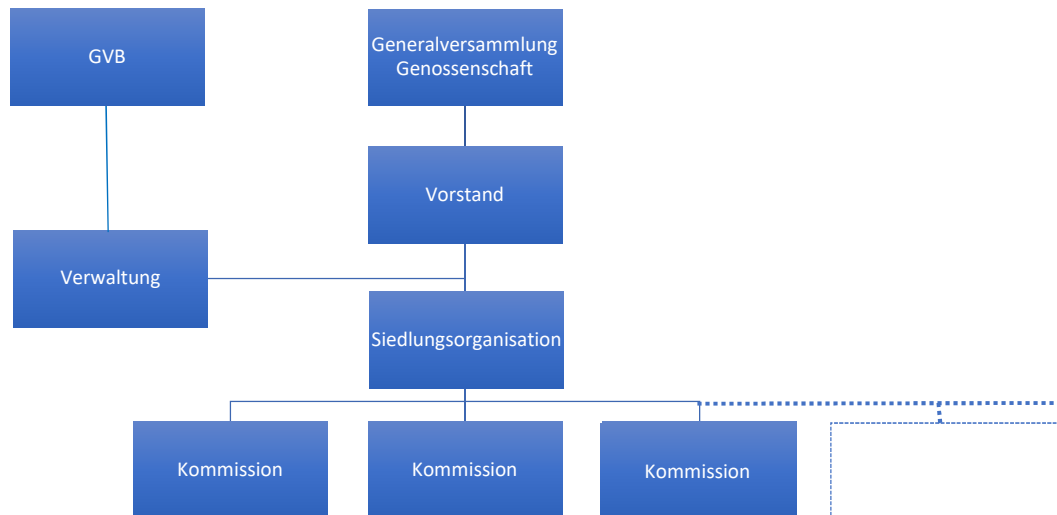 GVB
Generalversammlung
Genossenschaft
Vorstand
Verwaltung
Siedlungsorganisation
Kommission
Kommission
Kommission